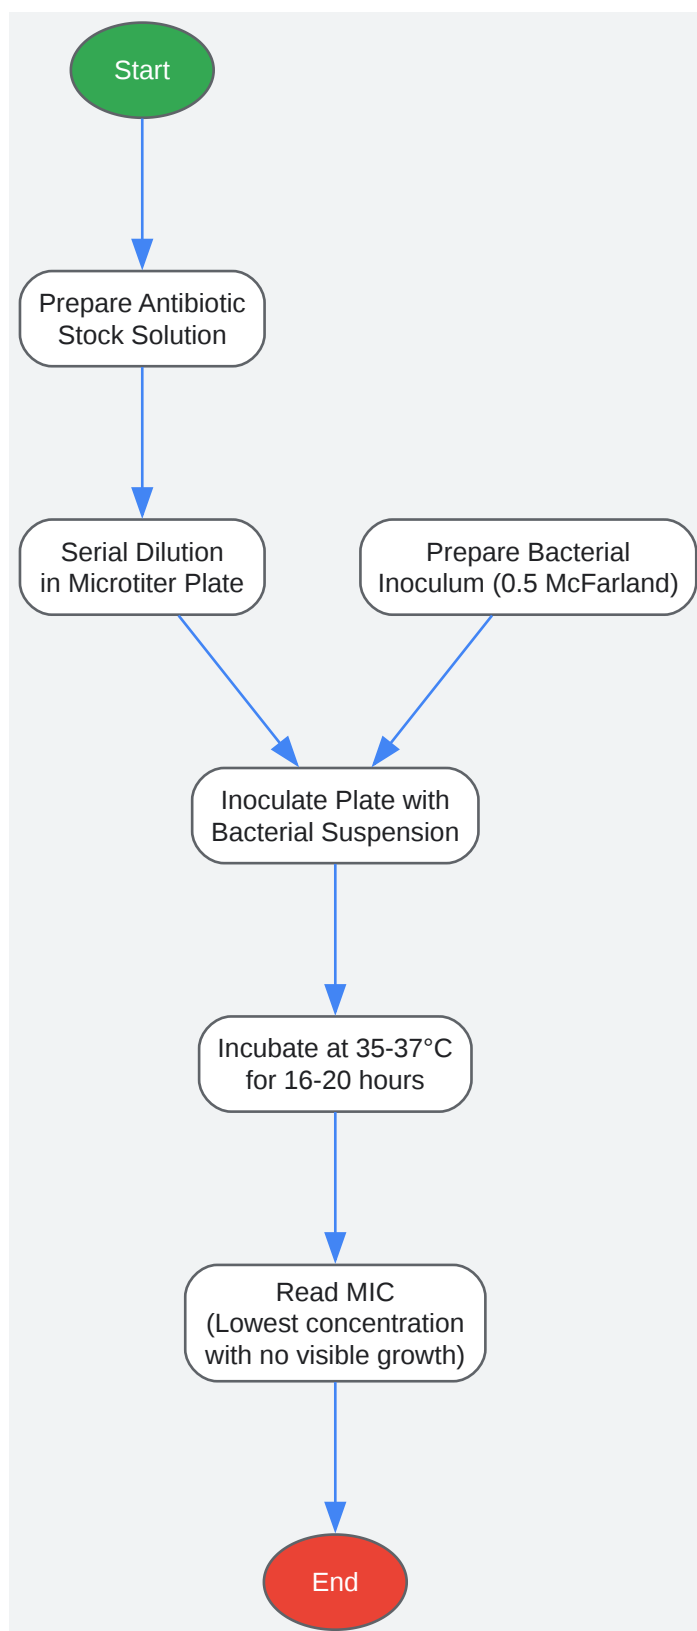 Start
Prepare Antibiotic
Stock Solution
Serial Dilution
in Microtiter Plate
Prepare Bacterial
Inoculum (0.5 McFarland)
Inoculate Plate with
Bacterial Suspension
Incubate at 35-37°C
for 16-20 hours
Read MIC
(Lowest concentration
with no visible growth)
End